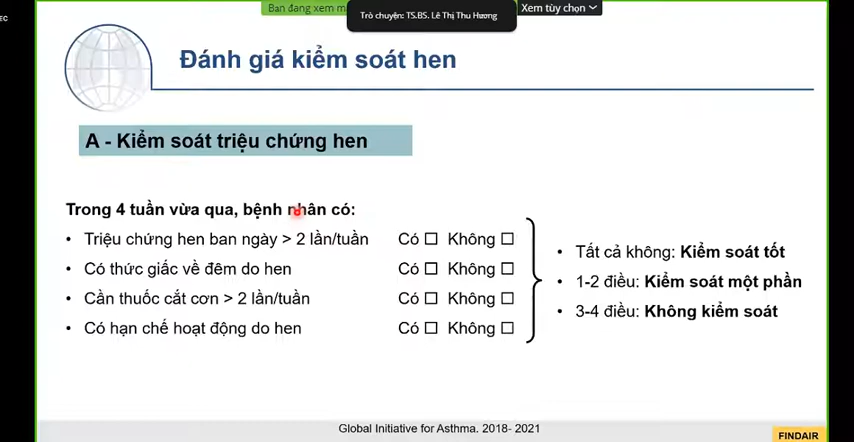 EC
Bạn đang xem m
Trò chuyện: TS.BS. Lê Thị Thu Hương
Xem tùy chọn
Đánh giá kiểm soát hen
A - Kiểm soát triệu chứng hen
Trong 4 tuần vừa qua, bệnh nhân có:
• Triệu chứng hen ban ngày > 2 lần/tuần Có ☐ Không ☐
• Có thức giấc về đêm do hen Có ☐ Không ☐
• Cần thuốc cắt cơn > 2 lần/tuần Có ☐ Không ☐
• Có hạn chế hoạt động do hen Có ☐ Không ☐
• Tất cả không: Kiểm soát tốt
• 1-2 điều: Kiểm soát một phần
• 3-4 điều: Không kiểm soát
Global Initiative for Asthma. 2018- 2021
FINDAIR